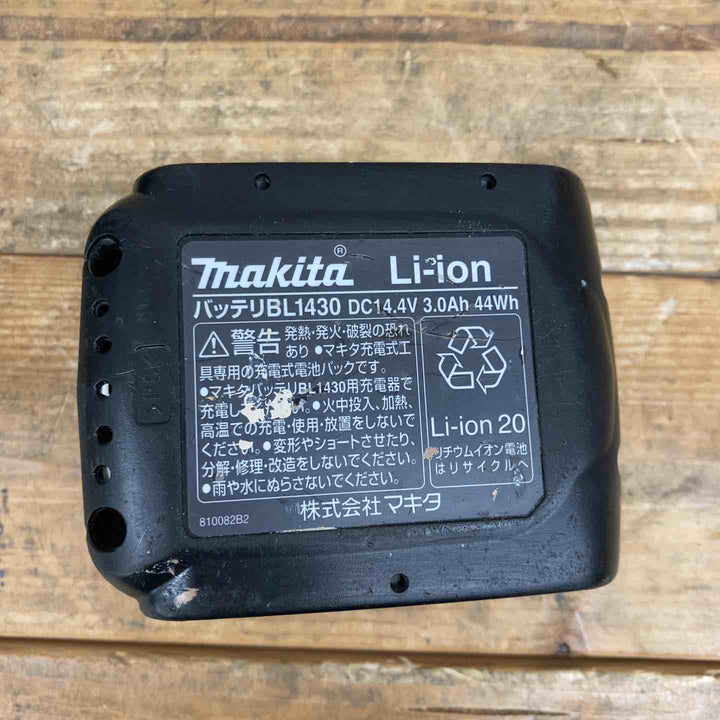 makita® Li-ion
バッテリBL1430 DC14.4V 3.0Ah 44Wh
警告 発熱・発火・破裂の恐れ
あり ●マキタ充電式工
具専用の充電式電池パックです。
●マキタバッテリBL1430用充電器で
充電し ●火中投入、加熱、
高温での充電・使用・放置をしないで
ください。 ●変形やショートさせたり、
分解・修理・改造をしないでください。
●雨や水にぬらさないでください。
810082B2
株式会社マキタ
Li-ion 20
リチウムイオン電池
はリサイクルへ